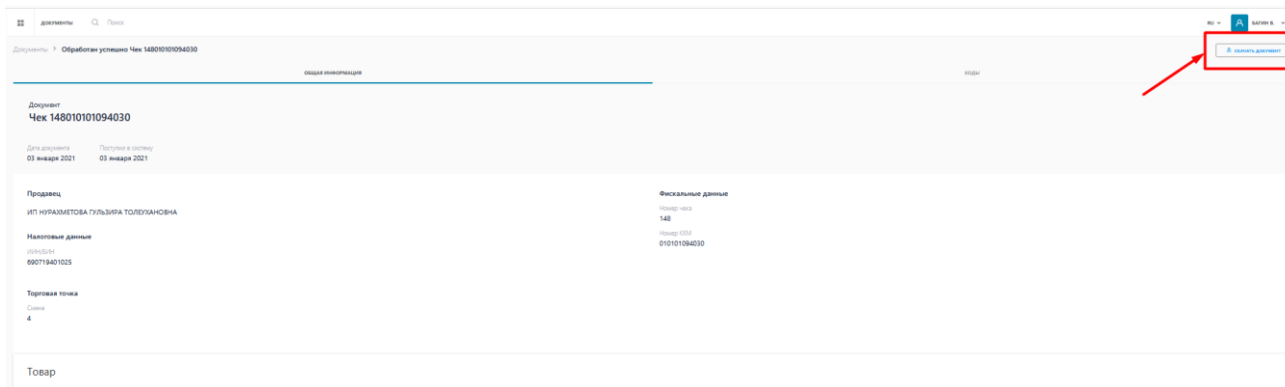 ДОКУМЕНТЫ Поиск RU БАГИН В.
Документы > Обработан успешно Чек 148010101094030 СКАЧАТЬ ДОКУМЕНТ
ОБЩАЯ ИНФОРМАЦИЯ КОДЫ
Документ
Чек 148010101094030
Дата документа Поступил в систему
03 января 2021 03 января 2021
Продавец Фискальные данные
ИП НУРАХМЕТОВА ГУЛЬЗИРА ТОЛЕУХАНОВНА Номер чека
148
Налоговые данные Номер ККМ
ИИН/БИН 010101094030
690719401025
Торговая точка
Смена
4
Товар